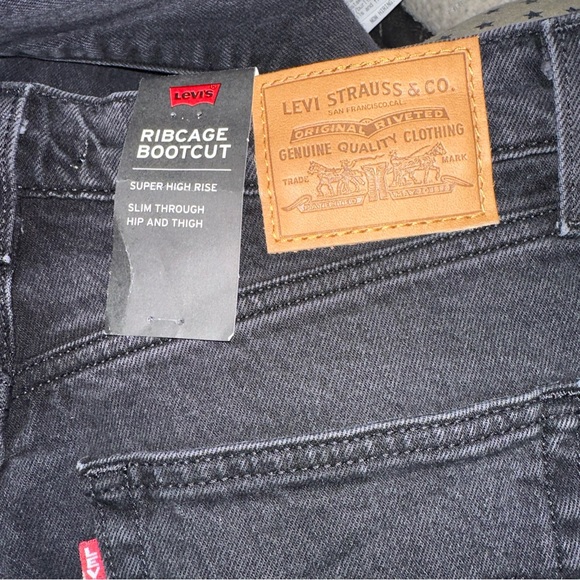 Levi's
RIBCAGE
BOOTCUT
SUPER HIGH RISE
SLIM THROUGH
HIP AND THIGH
LEVI STRAUSS & CO.
SAN FRANCISCO, CAL.
ORIGINAL RIVETED
GENUINE QUALITY CLOTHING
TRADE MARK
LEV